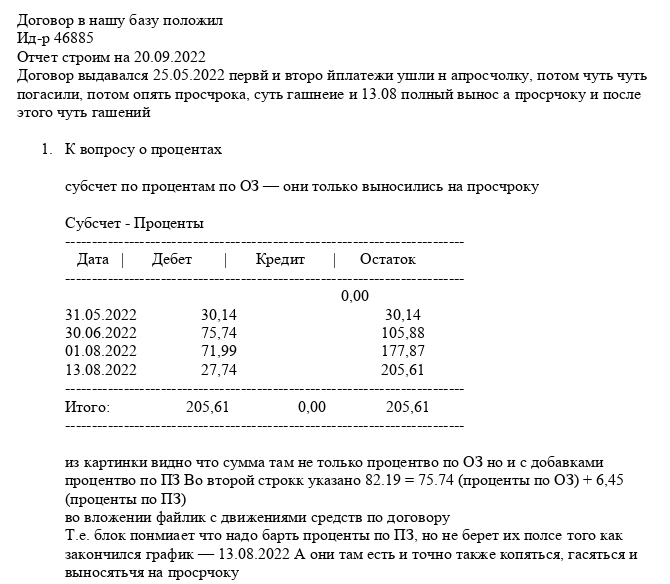 Договор в нашу базу положил
Ид-р 46885
Отчет строим на 20.09.2022
Договор выдавался 25.05.2022 первй и второ йплатежи ушли н апросчолку, потом чуть чуть
погасили, потом опять просчрока, суть гашнеие и 13.08 полный вынос а просрчоку и после
этого чуть гашений
1. К вопросу о процентах
субсчет по процентам по ОЗ — они только выносились на просчроку
Субсчет - Проценты
--------------------------------------------------------------------------------
Дата | Дебет | Кредит | Остаток
--------------------------------------------------------------------------------
0,00
31.05.2022 30,14 30,14
30.06.2022 75,74 105,88
01.08.2022 71,99 177,87
13.08.2022 27,74 205,61
--------------------------------------------------------------------------------
Итого: 205,61 0,00 205,61
--------------------------------------------------------------------------------
из картинки видно что сумма там не только процентво по ОЗ но и с добавками
процентво по ПЗ Во второй строкк указано 82.19 = 75.74 (проценты по ОЗ) + 6,45
(проценты по ПЗ)
во вложении файлик с движениями средств по договору
Т.е. блок понмиает что надо барть проценты по ПЗ, но не берет их полсе того как
закончился график — 13.08.2022 А они там есть и точно также копяться, гасяться и
выносятьчя на просрчоку